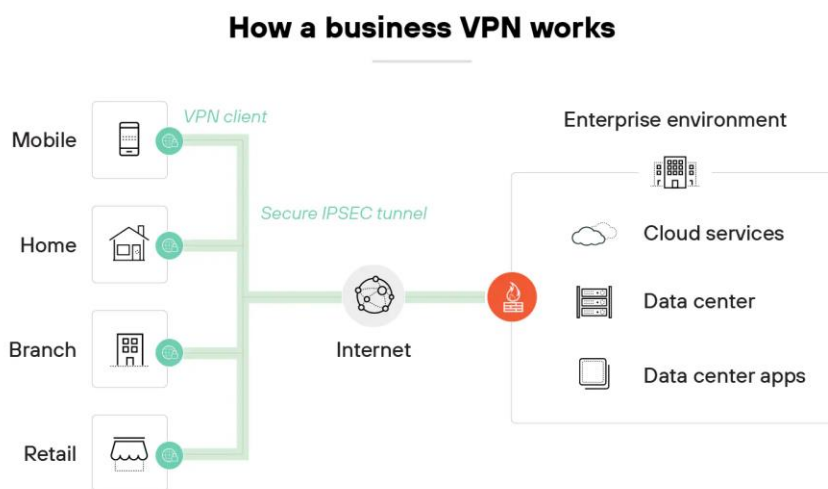 How a business VPN works
VPN client
Mobile
Enterprise environment
Secure IPSEC tunnel
Home
Cloud services
Data center
Internet
Branch
Data center apps
Retail